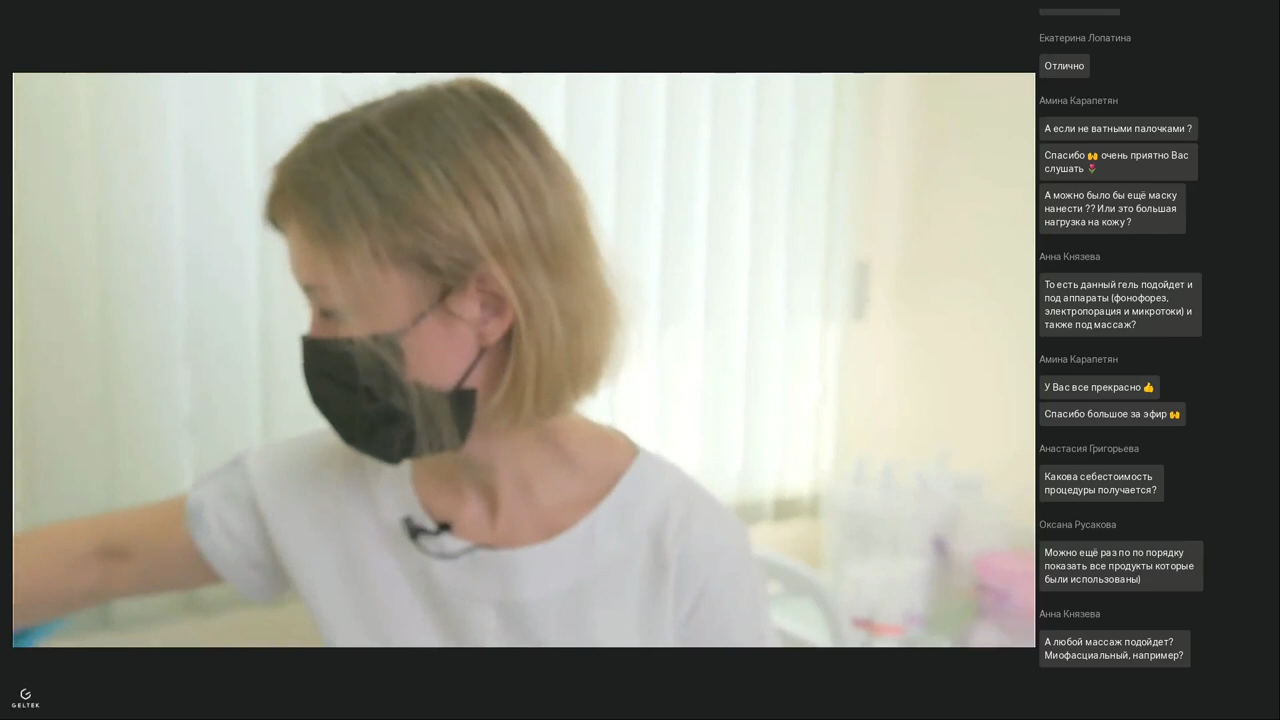 Екатерина Лопатина
Отлично
Амина Карапетян
А если не ватными палочками ?
Спасибо 🙌 очень приятно Вас
слушать 🌷
А можно было бы ещё маску
нанести ?? Или это большая
нагрузка на кожу ?
Анна Князева
То есть данный гель подойдет и
под аппараты (фонофорез,
электропорация и микротоки) и
также под массаж?
Амина Карапетян
У Вас все прекрасно 👍
Спасибо большое за эфир 🙌
Анастасия Григорьева
Какова себестоимость
процедуры получается?
Оксана Русакова
Можно ещё раз по по порядку
показать все продукты которые
были использованы)
Анна Князева
А любой массаж подойдет?
Миофасциальный, например?
GELTEK